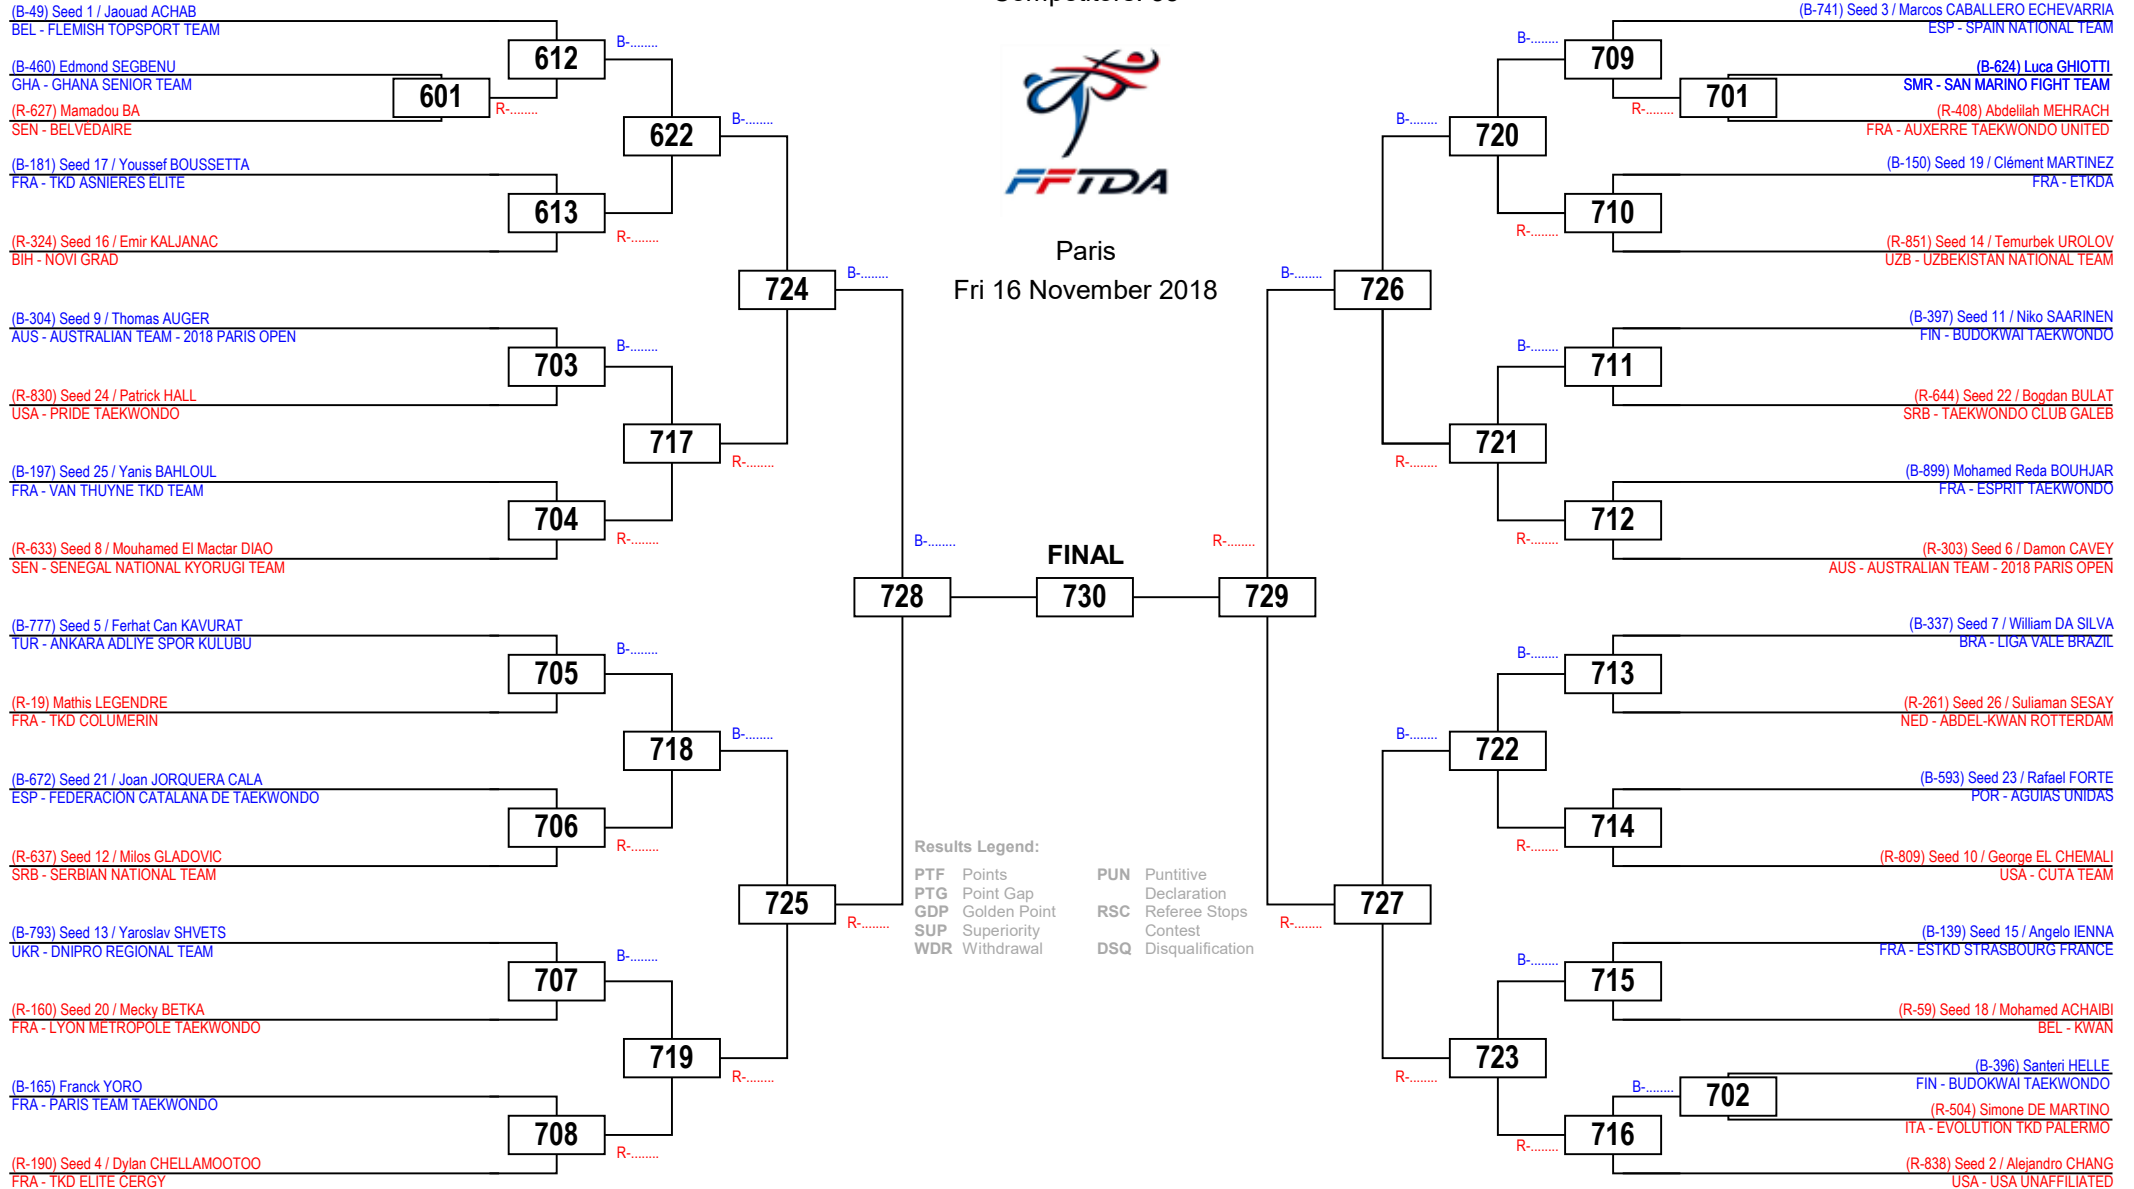 (B-49) Seed 1 / Jaouad ACHAB
BEL - FLEMISH TOPSPORT TEAM
612
B-........
(B-460) Edmond SEGBENU
GHA - GHANA SENIOR TEAM
601
R-........
(R-627) Mamadou BA
SEN - BELVÉDAIRE
622
B-........
(B-181) Seed 17 / Youssef BOUSSETTA
FRA - TKD ASNIERES ELITE
613
R-........
(R-324) Seed 16 / Emir KALJANAC
BIH - NOVI GRAD
724
B-........
(B-304) Seed 9 / Thomas AUGER
AUS - AUSTRALIAN TEAM - 2018 PARIS OPEN
703
B-........
(R-830) Seed 24 / Patrick HALL
USA - PRIDE TAEKWONDO
717
R-........
(B-197) Seed 25 / Yanis BAHLOUL
FRA - VAN THUYNE TKD TEAM
704
R-........
(R-633) Seed 8 / Mouhamed El Mactar DIAO
SEN - SENEGAL NATIONAL KYORUGI TEAM
728
B-........
(B-777) Seed 5 / Ferhat Can KAVURAT
TUR - ANKARA ADLIYE SPOR KULUBU
705
B-........
(R-19) Mathis LEGENDRE
FRA - TKD COLUMERIN
718
B-........
(B-672) Seed 21 / Joan JORQUERA CALA
ESP - FEDERACIÓN CATALANA DE TAEKWONDO
706
R-........
(R-637) Seed 12 / Milos GLADOVIC
SRB - SERBIAN NATIONAL TEAM
725
R-........
(B-793) Seed 13 / Yaroslav SHVETS
UKR - DNIPRO REGIONAL TEAM
707
B-........
(R-160) Seed 20 / Mecky BETKA
FRA - LYON MÉTROPOLE TAEKWONDO
719
R-........
(B-165) Franck YORO
FRA - PARIS TEAM TAEKWONDO
708
R-........
(R-190) Seed 4 / Dylan CHELLAMOOTOO
FRA - TKD ELITE CERGY
FFTDA
Paris
Fri 16 November 2018
FINAL
730
Results Legend:
PTF Points
PTG Point Gap
GDP Golden Point
SUP Superiority
WDR Withdrawal
PUN Puntitive
Declaration
RSC Referee Stops
Contest
DSQ Disqualification
(B-741) Seed 3 / Marcos CABALLERO ECHEVARRIA
ESP - SPAIN NATIONAL TEAM
B-........
709
(B-624) Luca GHIOTTI
SMR - SAN MARINO FIGHT TEAM
R-........
701
(R-408) Abdelilah MEHRACH
FRA - AUXERRE TAEKWONDO UNITED
B-........
720
(B-150) Seed 19 / Clément MARTINEZ
FRA - ETKDA
R-........
710
(R-851) Seed 14 / Temurbek UROLOV
UZB - UZBEKISTAN NATIONAL TEAM
B-........
726
(B-397) Seed 11 / Niko SAARINEN
FIN - BUDOKWAI TAEKWONDO
B-........
711
(R-644) Seed 22 / Bogdan BULAT
SRB - TAEKWONDO CLUB GALEB
R-........
721
(B-899) Mohamed Reda BOUHJAR
FRA - ESPRIT TAEKWONDO
R-........
712
(R-303) Seed 6 / Damon CAVEY
AUS - AUSTRALIAN TEAM - 2018 PARIS OPEN
R-........
729
(B-337) Seed 7 / William DA SILVA
BRA - LIGA VALE BRAZIL
B-........
713
(R-261) Seed 26 / Suliaman SESAY
NED - ABDEL-KWAN ROTTERDAM
B-........
722
(B-593) Seed 23 / Rafael FORTE
POR - AGUIAS UNIDAS
R-........
714
(R-809) Seed 10 / George EL CHEMALI
USA - CUTA TEAM
R-........
727
(B-139) Seed 15 / Angelo IENNA
FRA - ESTKD STRASBOURG FRANCE
B-........
715
(R-59) Seed 18 / Mohamed ACHAIBI
BEL - KWAN
R-........
723
(B-396) Santeri HELLE
FIN - BUDOKWAI TAEKWONDO
B-........
702
(R-504) Simone DE MARTINO
ITA - EVOLUTION TKD PALERMO
R-........
716
(R-838) Seed 2 / Alejandro CHANG
USA - USA UNAFFILIATED